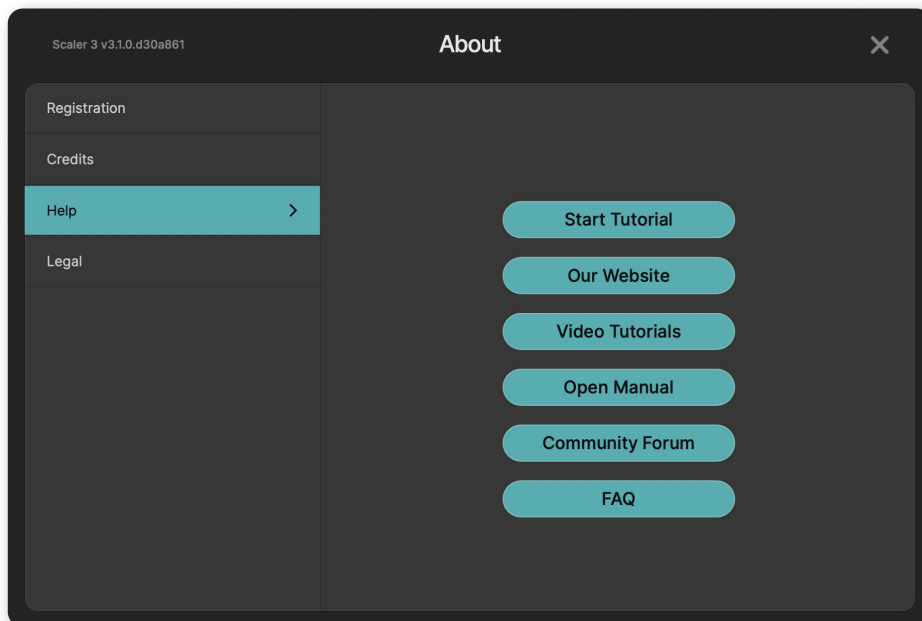 Scaler 3 v3.1.0.d30a861
About
Registration
Credits
Help
Legal
Start Tutorial
Our Website
Video Tutorials
Open Manual
Community Forum
FAQ